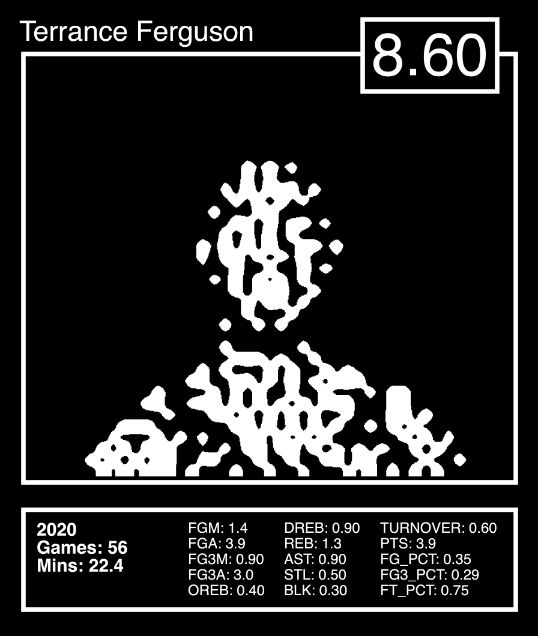 Terrance Ferguson
8.60
2020
Games: 56
Mins: 22.4
FGM: 1.4
FGA: 3.9
FG3M: 0.90
FG3A: 3.0
OREB: 0.40
DREB: 0.90
REB: 1.3
AST: 0.90
STL: 0.50
BLK: 0.30
TURNOVER: 0.60
PTS: 3.9
FG_PCT: 0.35
FG3_PCT: 0.29
FT_PCT: 0.75